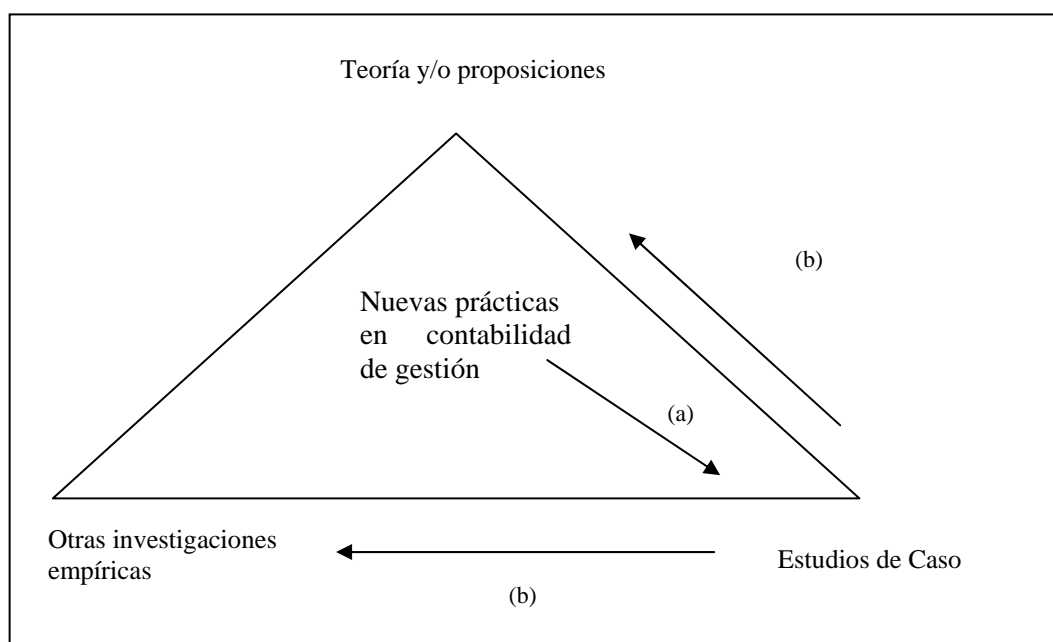 Teoría y/o proposiciones
(b)
Nuevas prácticas
en contabilidad
de gestión
(a)
Otras investigaciones
empíricas
Estudios de Caso
(b)